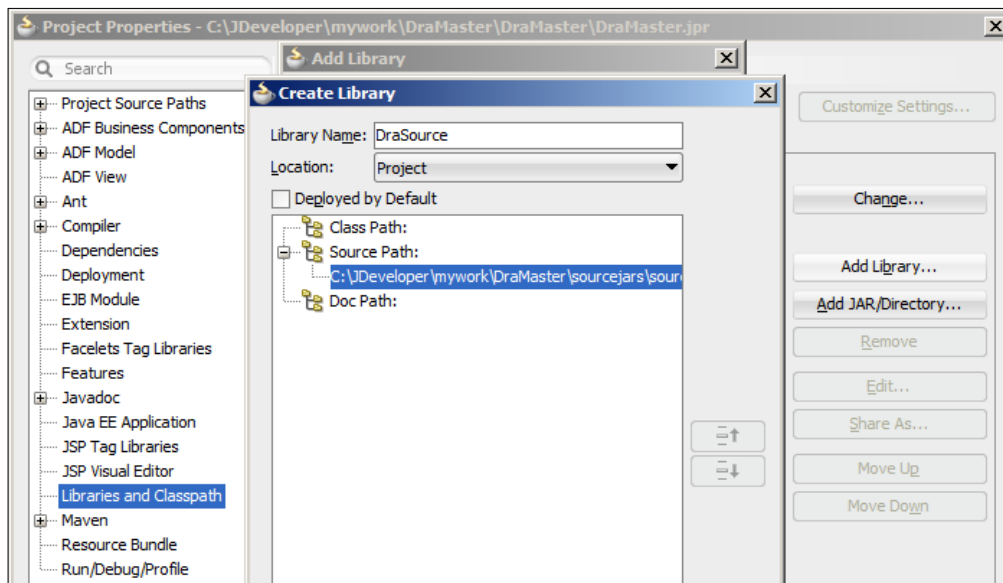 Project Properties - C:\JDeveloper\mywork\DraMaster\DraMaster\DraMaster.jpr
Add Library
Search
Create Library
Project Source Paths
ADF Business Components
ADF Model
ADF View
Ant
Compiler
Dependencies
Deployment
EJB Module
Extension
Facelets Tag Libraries
Features
Javadoc
Java EE Application
JSP Tag Libraries
JSP Visual Editor
Libraries and Classpath
Maven
Resource Bundle
Run/Debug/Profile
Library Name: DraSource
Location: Project
Deployed by Default
Class Path:
Source Path:
C:\JDeveloper\mywork\DraMaster\sourcejars\sour
Doc Path:
Customize Settings...
Change...
Add Library...
Add JAR/Directory...
Remove
Edit...
Share As...
Move Up
Move Down